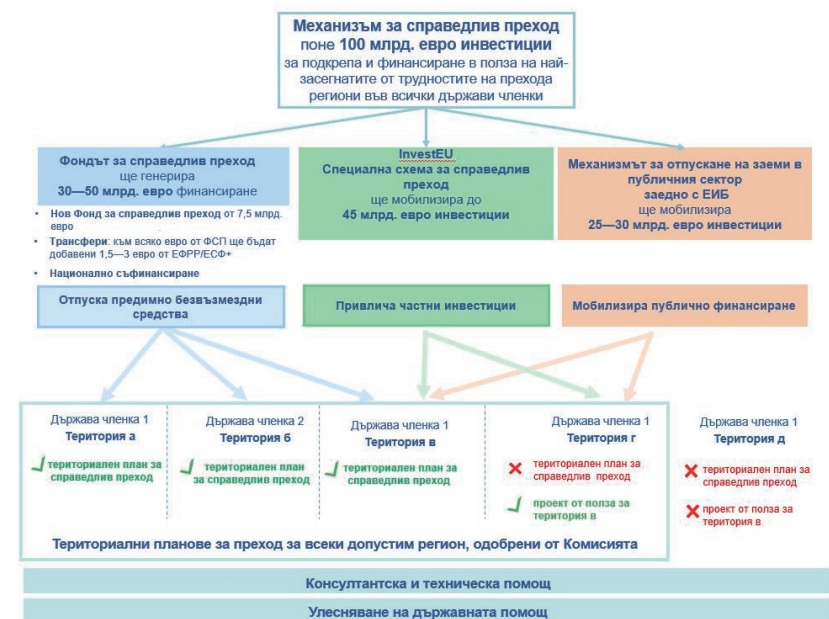 Механизъм за справедлив преход
поне 100 млрд. евро инвестиции
за подкрепа и финансиране в полза на най-
засегнатите от трудностите на прехода
региони във всички държави членки
Фондът за справедлив преход
ще генерира
30—50 млрд. евро финансиране
InvestEU
Специална схема за справедлив
преход
ще мобилизира до
45 млрд. евро инвестиции
Механизмът за отпускане на заеми в
публичния сектор
заедно с ЕИБ
ще мобилизира
25—30 млрд. евро инвестиции
• Нов Фонд за справедлив преход от 7,5 млрд.
евро
• Трансфери: към всяко евро от ФСП ще бъдат
добавени 1,5—3 евро от ЕФРР/ЕСФ+
• Национално съфинансиране
Отпуска предимно безвъзмездни
средства
Привлича частни инвестиции
Мобилизира публично финансиране
Държава членка 1
Територия а
териториален план за
справедлив преход
Държава членка 2
Територия б
териториален план
за справедлив преход
Държава членка 1
Територия в
териториален план за
справедлив преход
Държава членка 1
Територия г
териториален план за
справедлив преход
проект от полза за
територия в
Държава членка 1
Територия д
териториален план за
справедлив преход
проект от полза за
територия в
Териториални планове за преход за всеки допустим регион, одобрени от Комисията
Консултантска и техническа помощ
Улесняване на държавната помощ